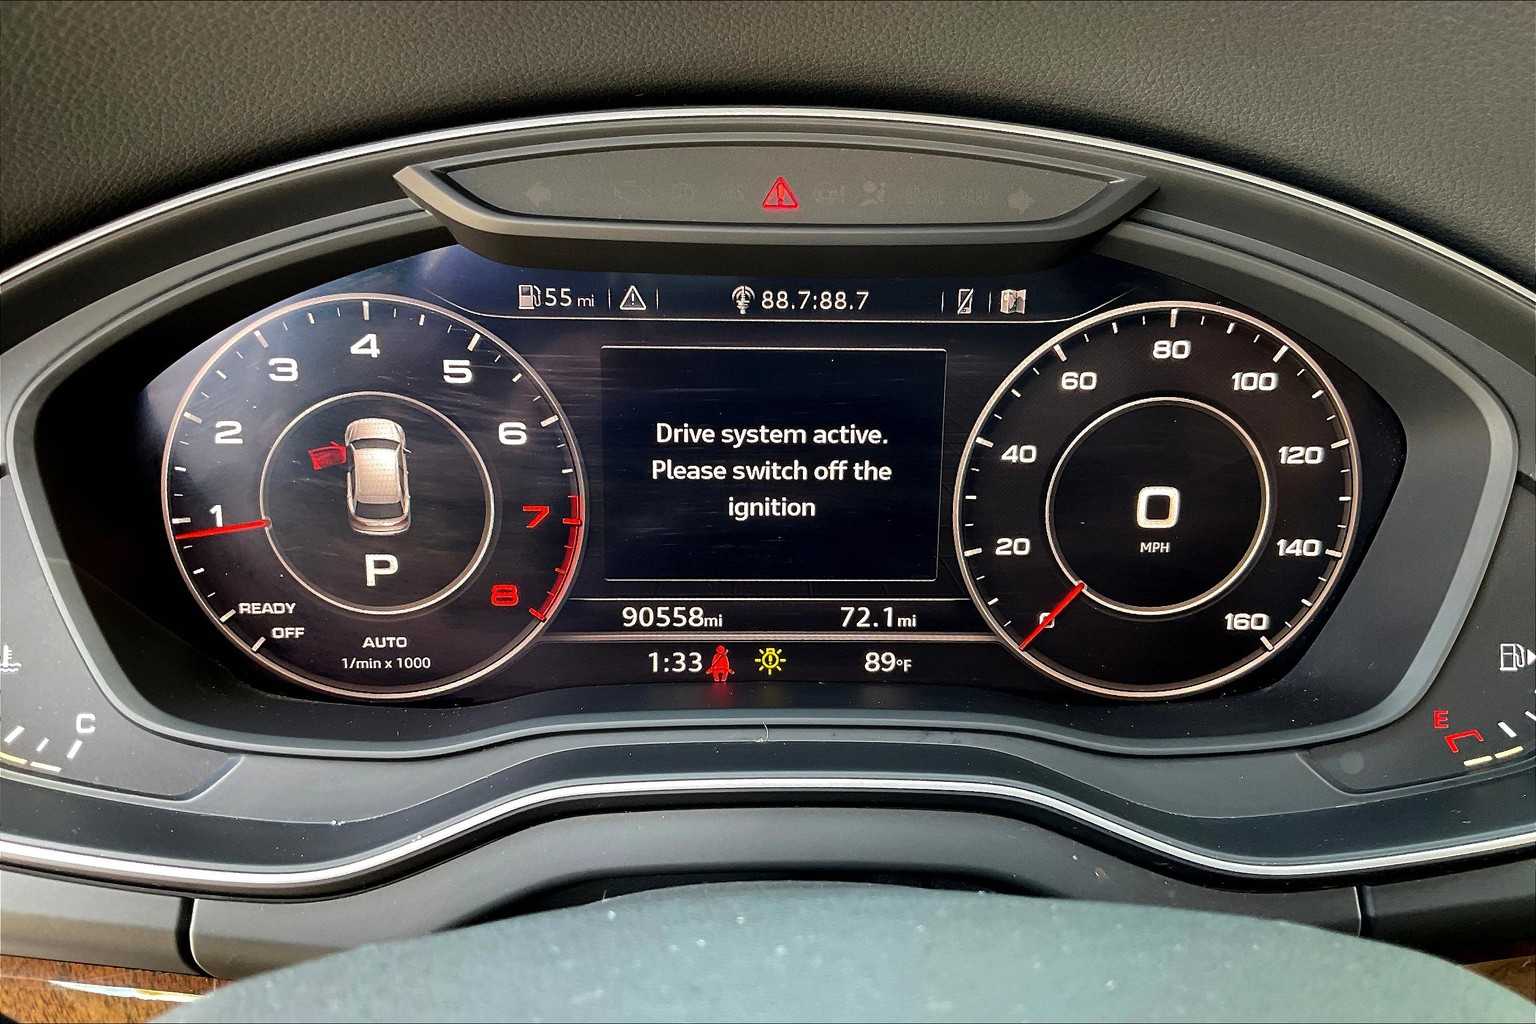 55 mi
88.7:88.7
1
2
3
4
5
6
7
8
READY
OFF
P
AUTO
1/min x 1000
Drive system active.
Please switch off the
ignition
90558mi
72.1mi
1:33
89°F
0
20
40
60
80
100
120
140
160
0
MPH
C
E